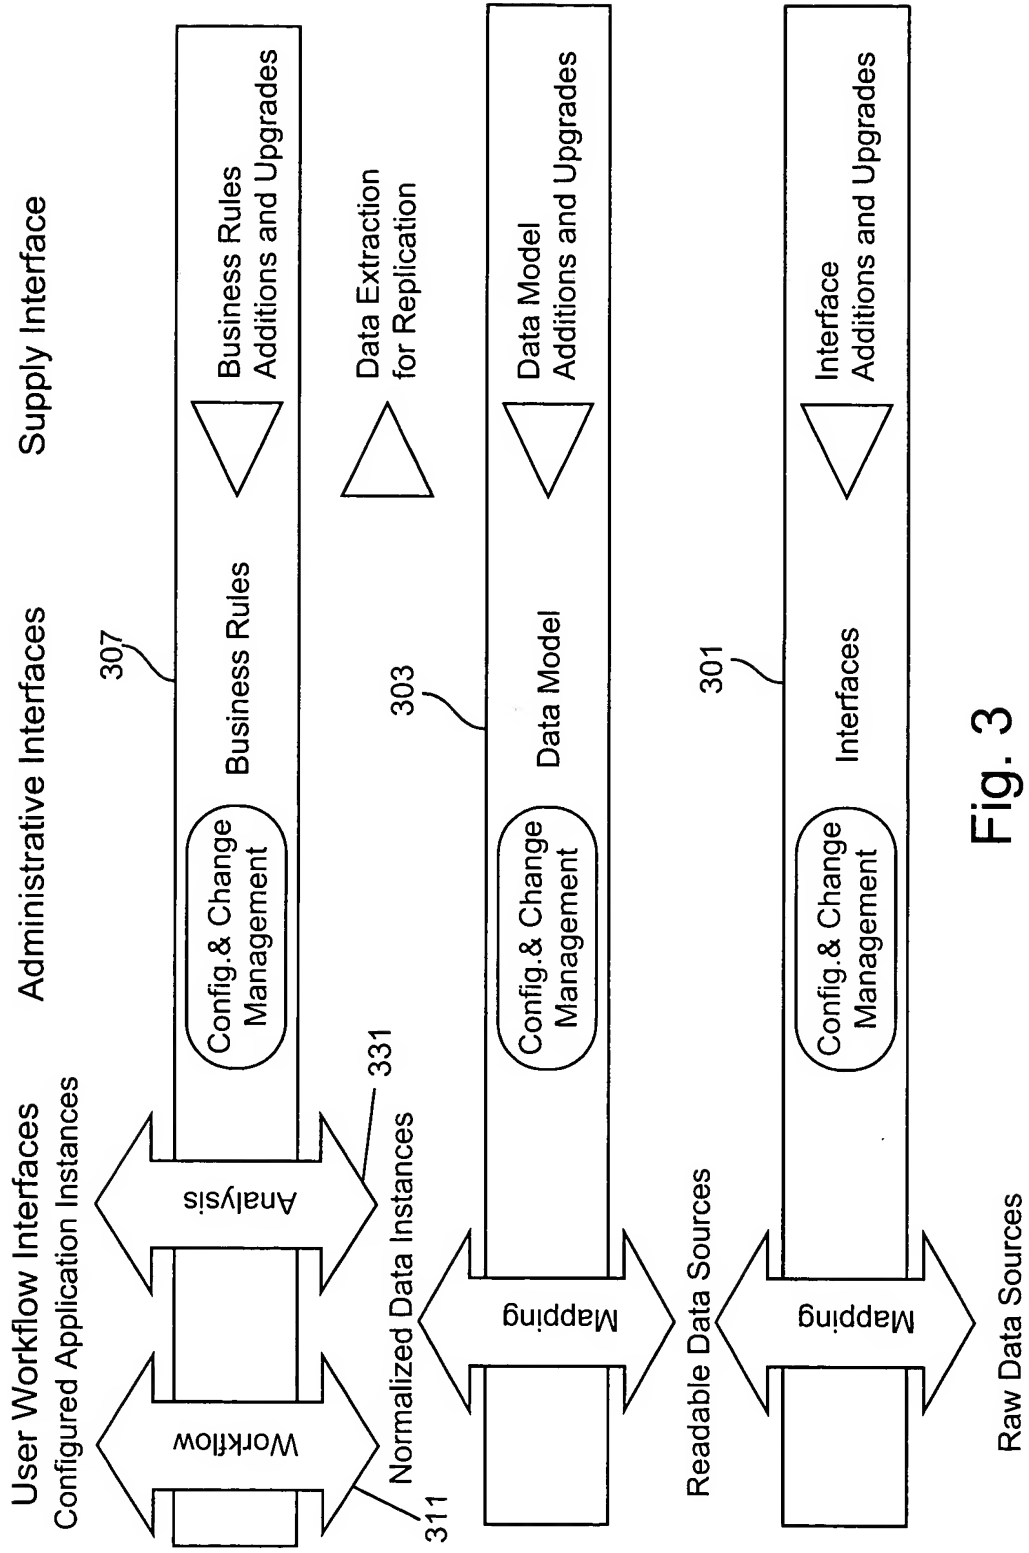 User Workflow Interfaces
Administrative Interfaces
Supply Interface
Configured Application Instances
307
Workflow
Analysis
Config.& Change
Management
Business Rules
Business Rules
Additions and Upgrades
311
331
Normalized Data Instances
Data Extraction
for Replication
303
Mapping
Config.& Change
Management
Data Model
Data Model
Additions and Upgrades
Readable Data Sources
301
Mapping
Config.& Change
Management
Interfaces
Interface
Additions and Upgrades
Raw Data Sources
Fig. 3